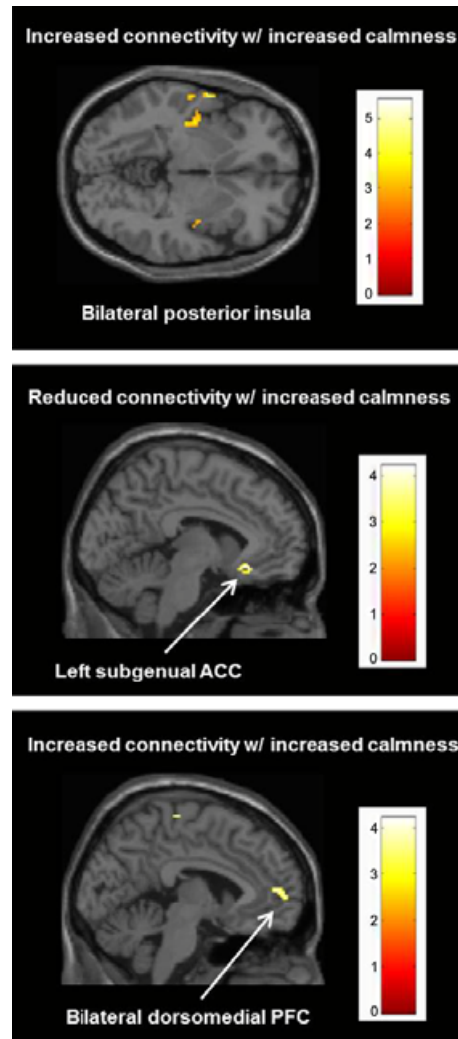 Increased connectivity w/ increased calmness
5
4
3
2
1
0
Bilateral posterior insula
Reduced connectivity w/ increased calmness
4
3
2
1
0
Left subgenual ACC
Increased connectivity w/ increased calmness
4
3
2
1
0
Bilateral dorsomedial PFC